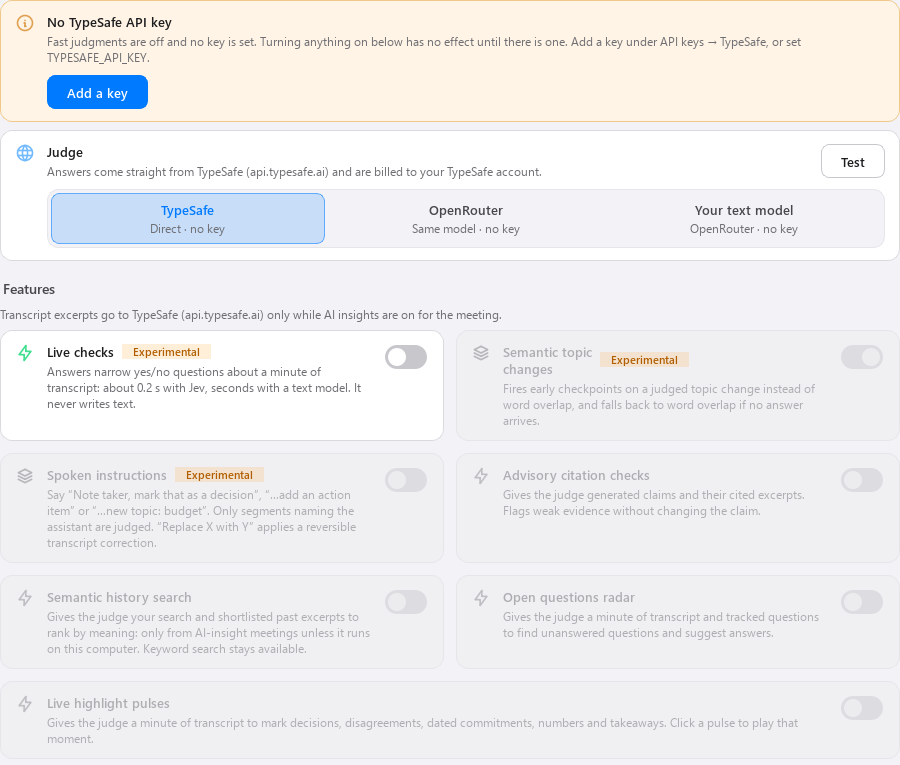 No TypeSafe API key
Fast judgments are off and no key is set. Turning anything on below has no effect until there is one. Add a key under API keys → TypeSafe, or set
TYPESAFE_API_KEY.
Add a key
Judge
Answers come straight from TypeSafe (api.typesafe.ai) and are billed to your TypeSafe account.
Test
TypeSafe
Direct · no key
OpenRouter
Same model · no key
Your text model
OpenRouter · no key
Features
Transcript excerpts go to TypeSafe (api.typesafe.ai) only while AI insights are on for the meeting.
Live checks
Experimental
Answers narrow yes/no questions about a minute of
transcript: about 0.2 s with Jev, seconds with a text model. It
never writes text.
Semantic topic
changes
Experimental
Fires early checkpoints on a judged topic change instead of
word overlap, and falls back to word overlap if no answer
arrives.
Spoken instructions
Experimental
Say “Note taker, mark that as a decision”, “…add an action
item” or “…new topic: budget”. Only segments naming the
assistant are judged. “Replace X with Y” applies a reversible
transcript correction.
Advisory citation checks
Gives the judge generated claims and their cited excerpts.
Flags weak evidence without changing the claim.
Semantic history search
Gives the judge your search and shortlisted past excerpts to
rank by meaning: only from AI-insight meetings unless it runs
on this computer. Keyword search stays available.
Open questions radar
Gives the judge a minute of transcript and tracked questions
to find unanswered questions and suggest answers.
Live highlight pulses
Gives the judge a minute of transcript to mark decisions, disagreements, dated commitments, numbers and takeaways. Click a pulse to play that
moment.